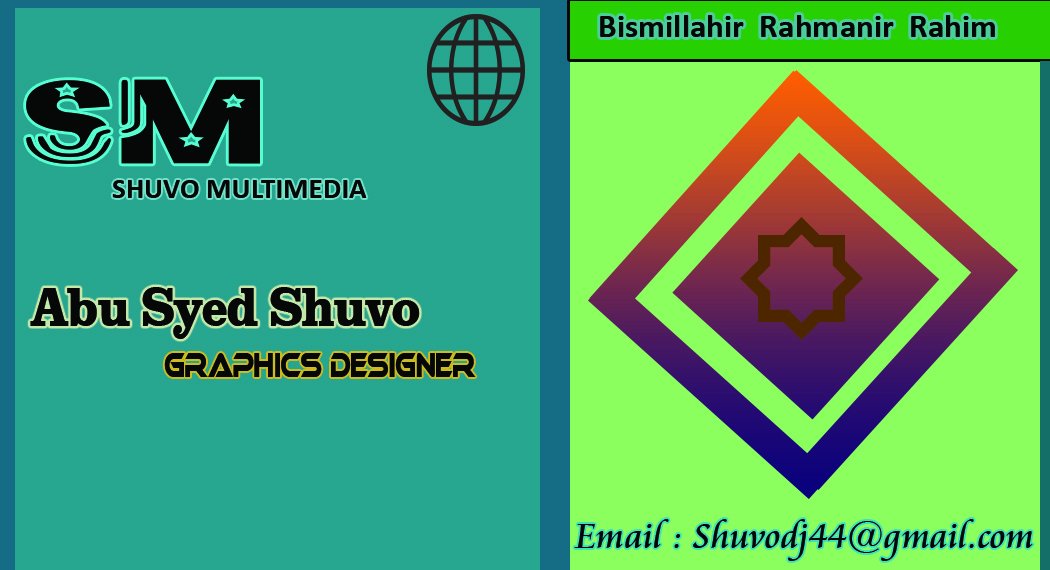 SM
SHUVO MULTIMEDIA
Abu Syed Shuvo
GRAPHICS DESIGNER
Bismillahir Rahmanir Rahim
Email : Shuvodj44@gmail.com